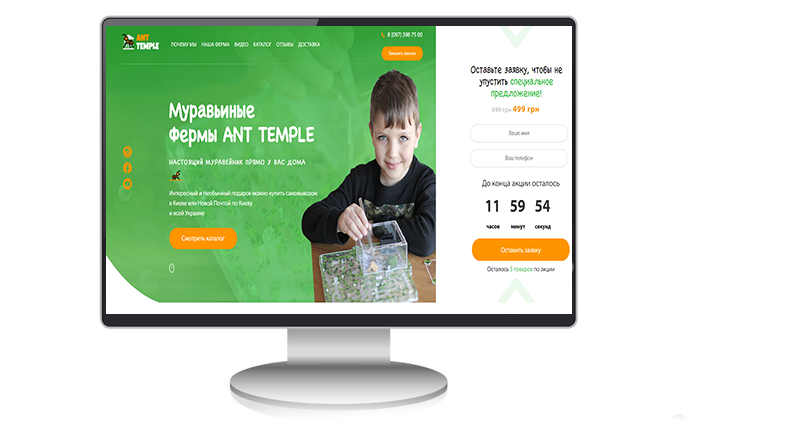 ANT
TEMPLE
ПОЧЕМУ МЫ НАША ФЕРМА ВИДЕО КАТАЛОГ ОТЗЫВЫ ДОСТАВКА
8 (097) 398 75 00
Заказать звонок
Муравьиные
Фермы ANT TEMPLE
НАСТОЯЩИЙ МУРАВЕЙНИК ПРЯМО У ВАС ДОМА
Интересный и Необычный подарок можно купить самовывозом
в Киеве или Новой Почтой по Киеву
и всей Украине
Смотреть каталог
Оставьте заявку, чтобы не
упустить специальное
предложение!
698 грн 499 грн
Ваше имя
Ваш телефон
До конца акции осталось
11 59 54
часов минут секунд
Оставить заявку
Осталось 5 товаров по акции